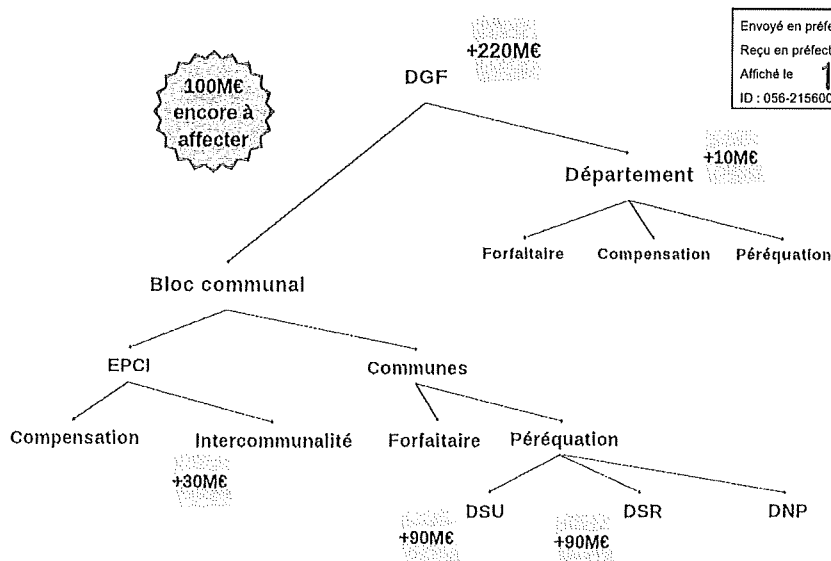 Envoyé en préfe
Reçu en préfect
Affiché le 1
ID : 056-215600
+220M€
DGF
100M€
encore à
affecter
+10M€
Département
Forfaitaire Compensation Péréquation
Bloc communal
EPCI Communes
Compensation Intercommunalité Forfaitaire Péréquation
+30M€
DSU DSR DNP
+90M€ +90M€